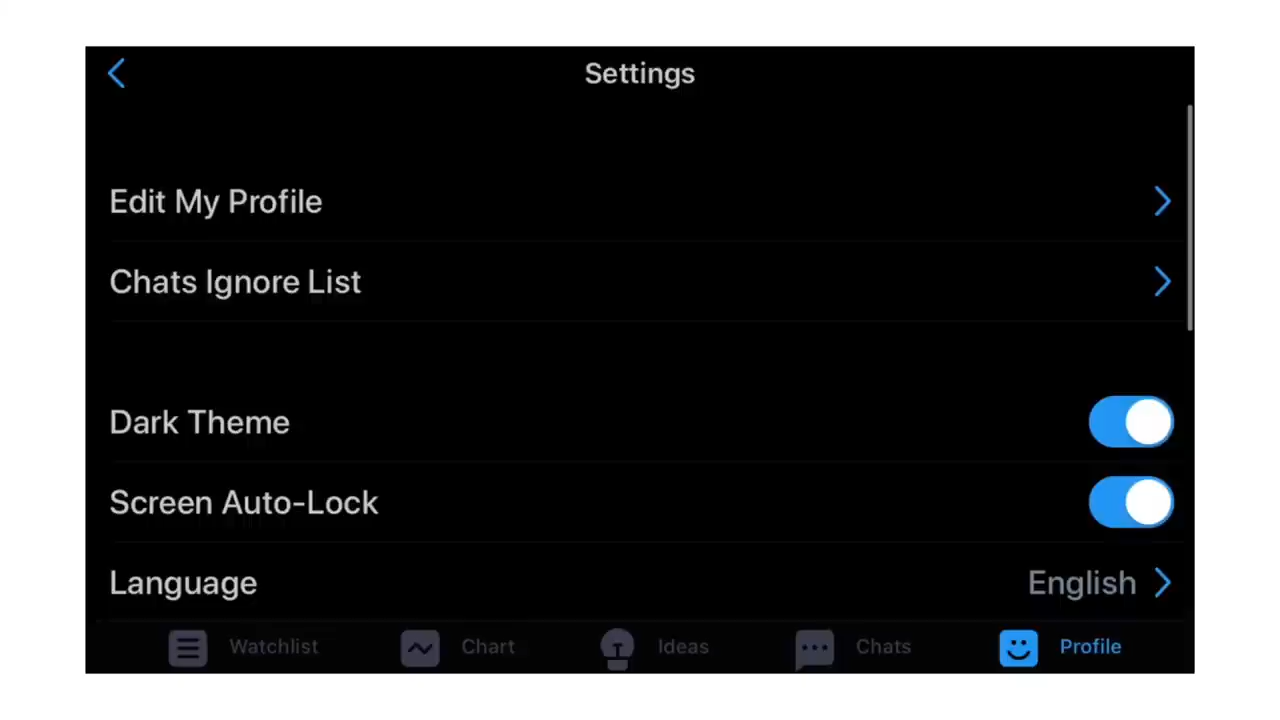 Settings
Edit My Profile
Chats Ignore List
Dark Theme
Screen Auto-Lock
Language English
Watchlist Chart Ideas Chats Profile